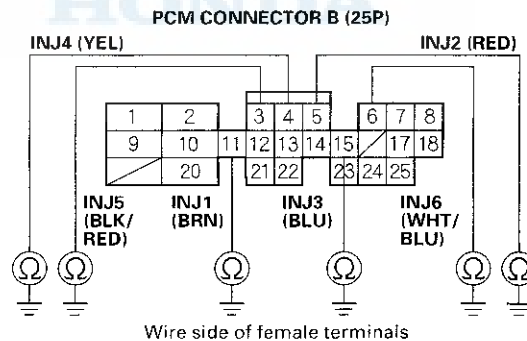 HONDA
PCM CONNECTOR B (25P)
INJ4 (YEL) INJ2 (RED)
1 2 3 4 5 6 7 8
9 10 11 12 13 14 15 17 18
20 21 22 23 24 25
INJ5 (BLK/RED) INJ1 (BRN) INJ3 (BLU) INJ6 (WHT/BLU)
Ω Ω Ω Ω Ω Ω
Wire side of female terminals